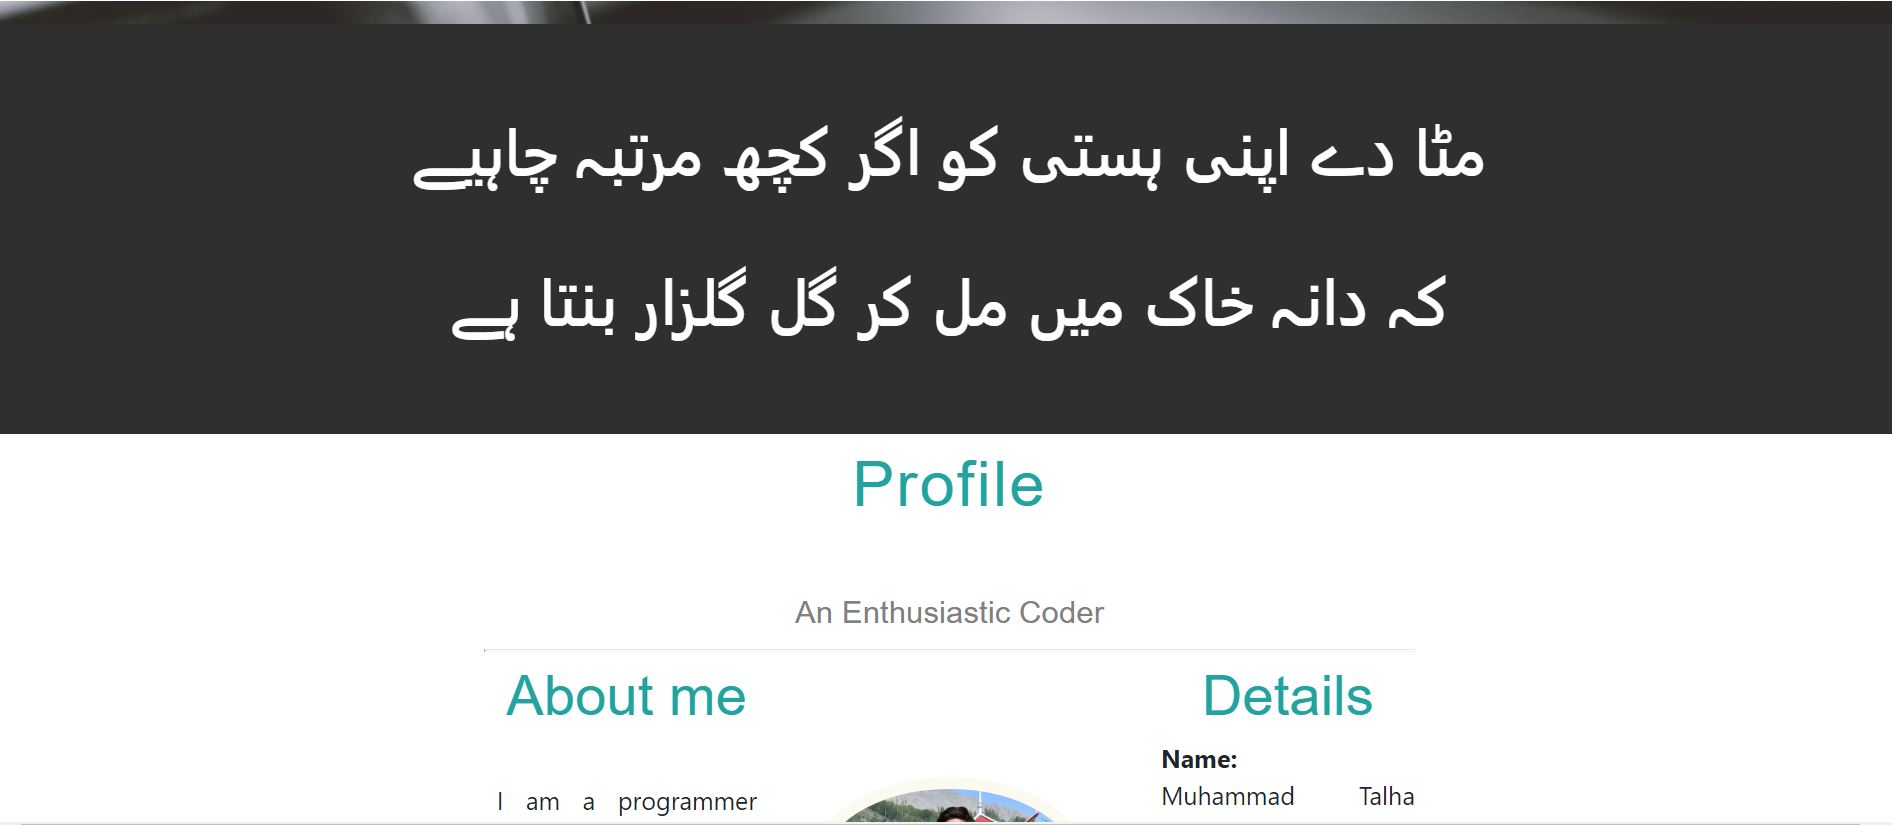 مٹا دے اپنی ہستی کو اگر کچھ مرتبہ چاہیے
کہ دانہ خاک میں مل کر گل گلزار بنتا ہے
Profile
An Enthusiastic Coder
About me
I am a programmer
Details
Name:
Muhammad Talha